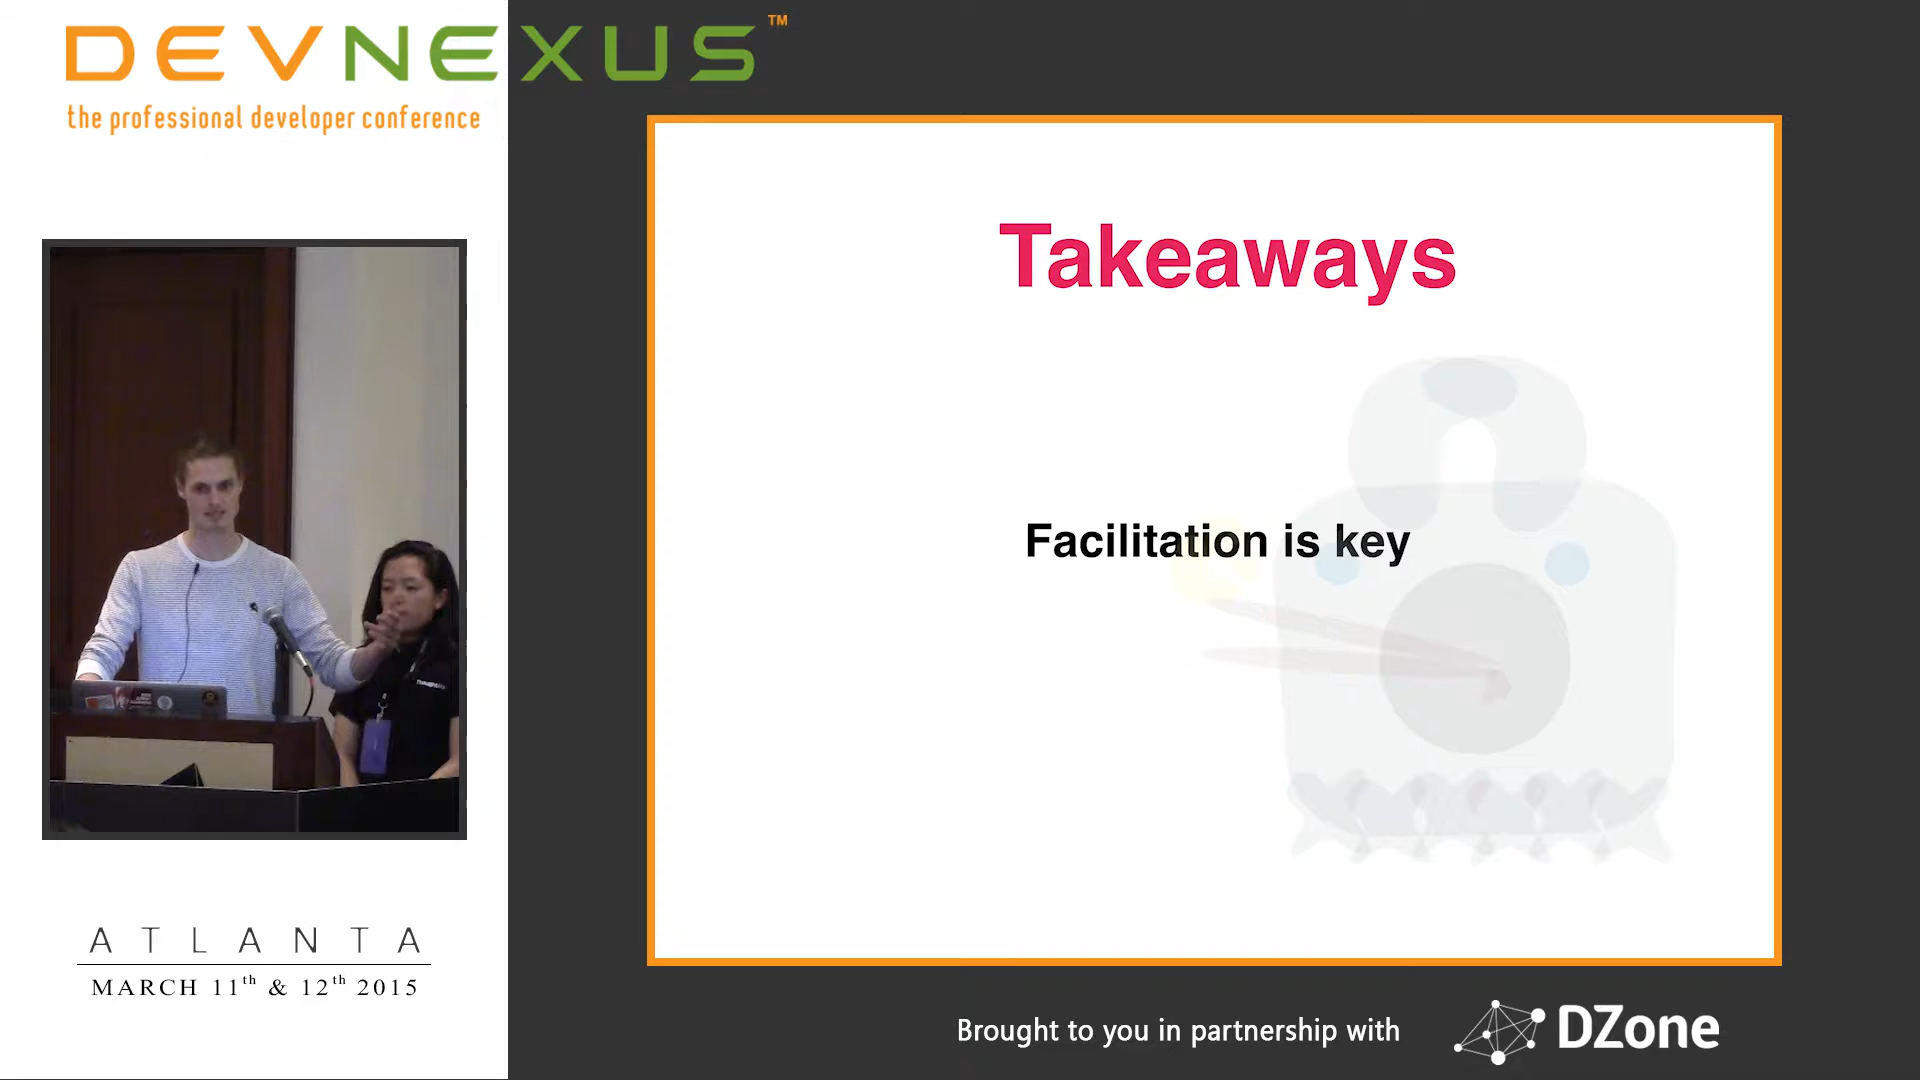 DEVNEXUS™
the professional developer conference
Takeaways
Facilitation is key
ATLANTA
MARCH 11th & 12th 2015
Brought to you in partnership with
DZone